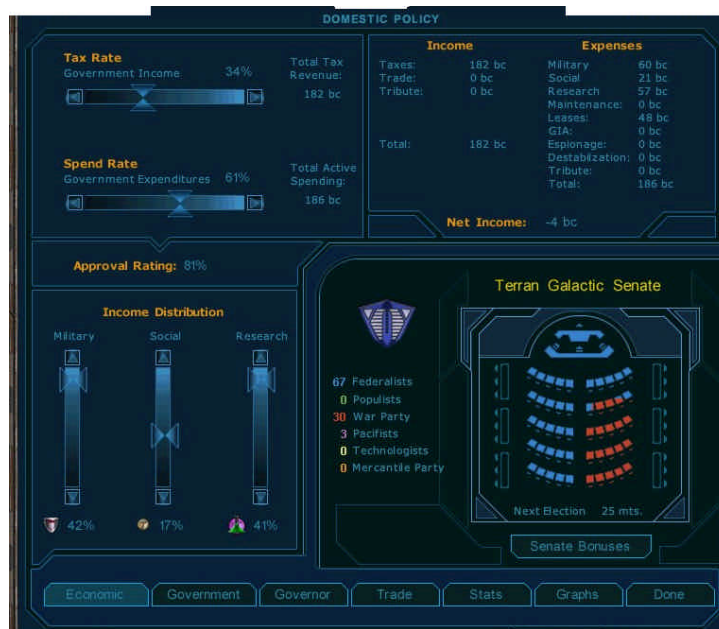 DOMESTIC POLICY
Tax Rate
Government Income 34%
Total Tax
Revenue:
182 bc
Spend Rate
Government Expenditures 61%
Total Active
Spending:
186 bc
Income
Taxes: 182 bc
Trade: 0 bc
Tribute: 0 bc
Total: 182 bc
Expenses
Military 60 bc
Social 21 bc
Research 57 bc
Maintenance: 0 bc
Leases: 48 bc
GIA: 0 bc
Espionage: 0 bc
Destabilization: 0 bc
Tribute: 0 bc
Total: 186 bc
Net Income: -4 bc
Approval Rating: 81%
Income Distribution
Military Social Research
42% 17% 41%
Terran Galactic Senate
67 Federalists
0 Populists
30 War Party
3 Pacifists
0 Technologists
0 Mercantile Party
Next Election 25 mts.
Senate Bonuses
Economic Government Governor Trade Stats Graphs Done